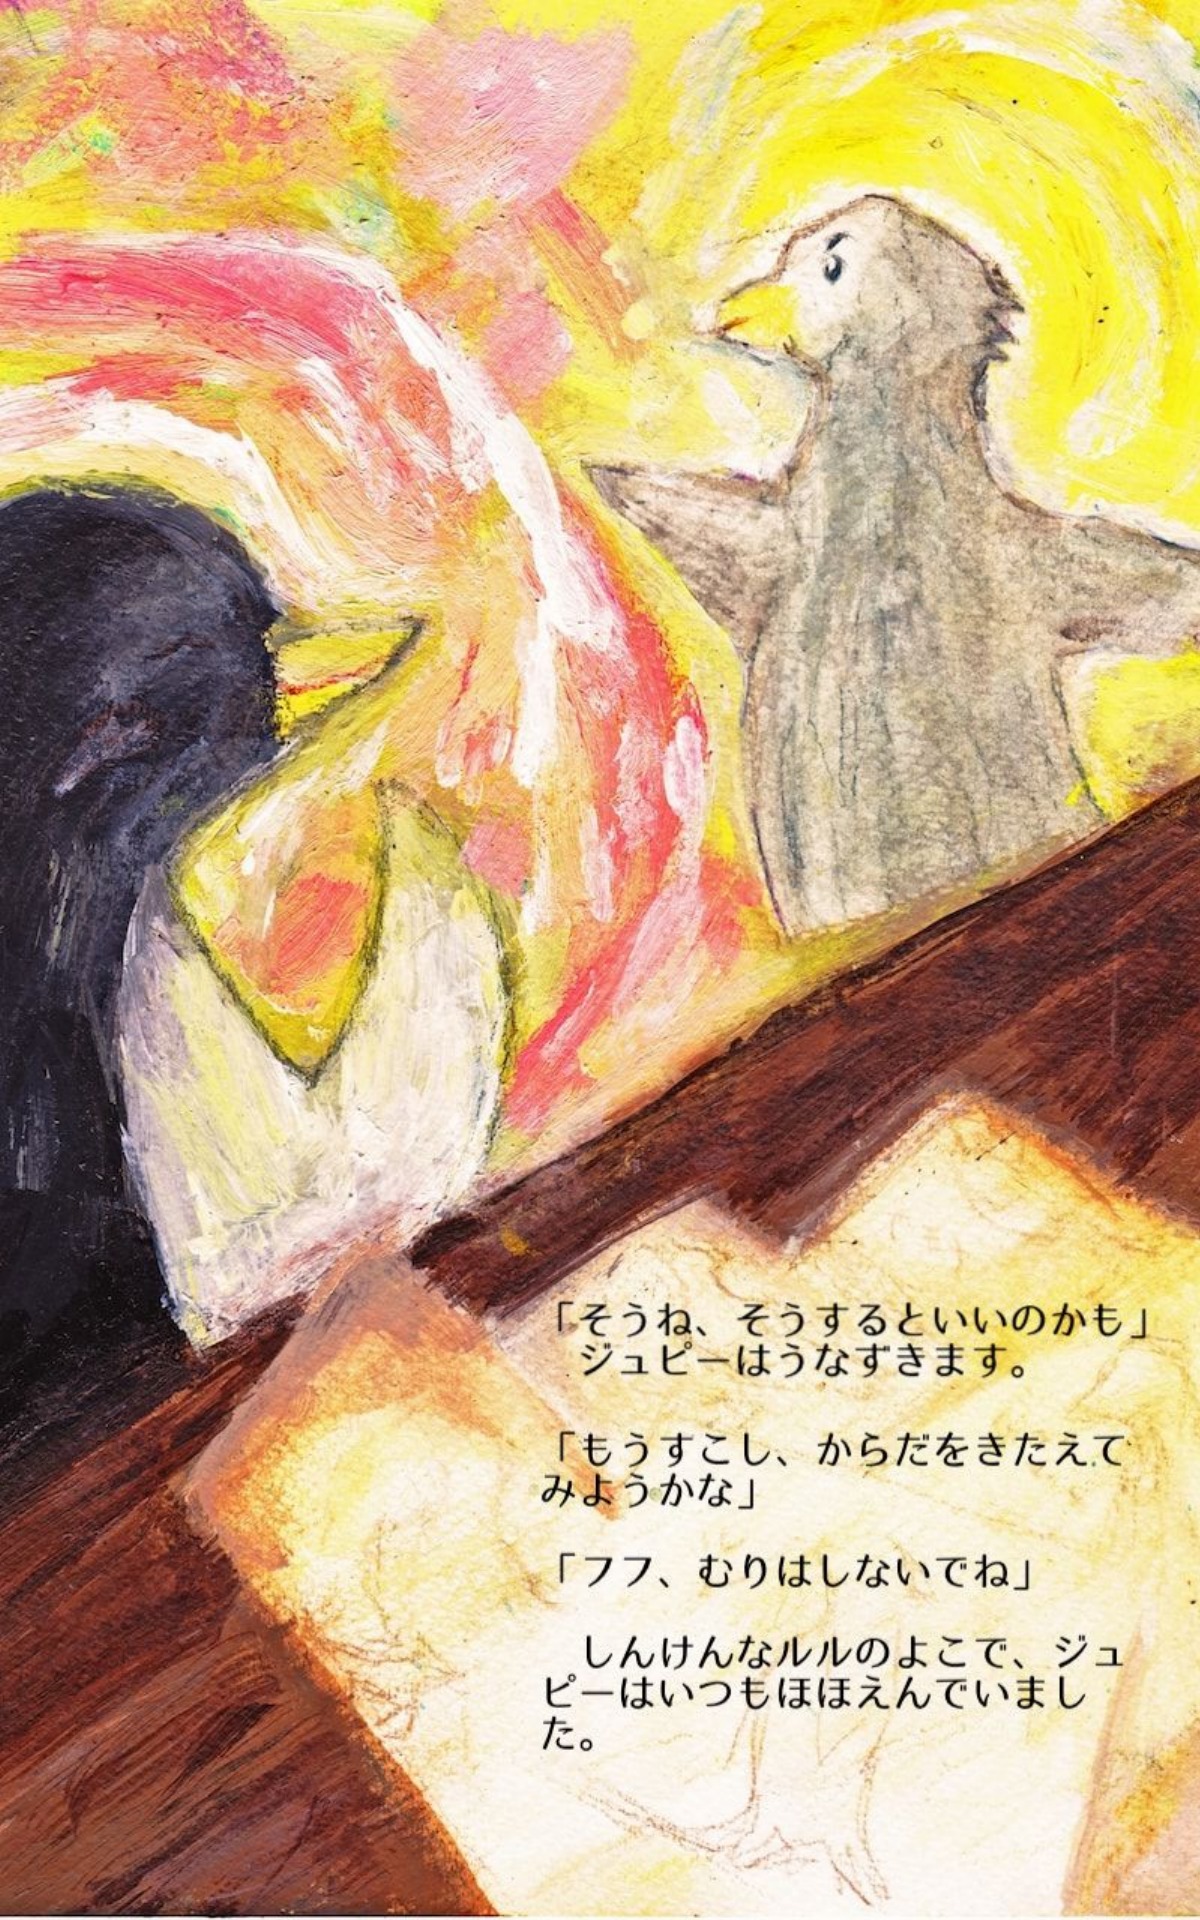 「そうね、そうするといいのかも」
　ジュピーはうなずきます。
「もうすこし、からだをきたえて
みようかな」
「フフ、むりはしないでね」
　しんけんなルルのよこで、ジュ
ピーはいつもほほえんでいまし
た。